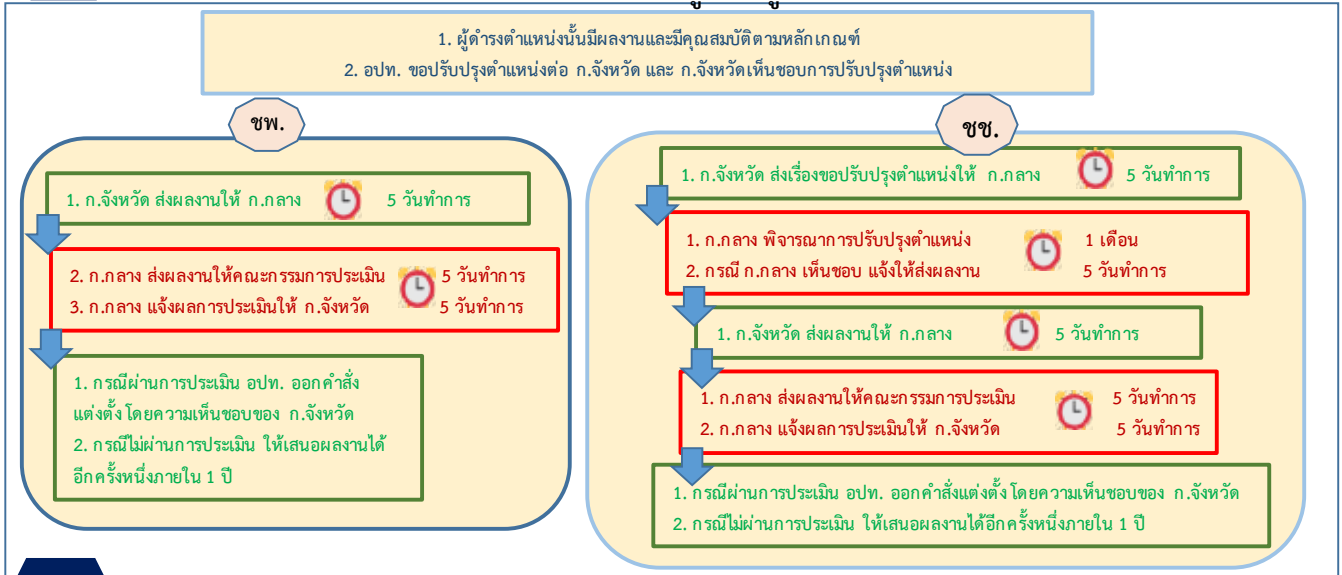 1. ผู้ดำรงตำแหน่งนั้นมีผลงานและมีคุณสมบัติตามหลักเกณฑ์
2. อปท. ขอปรับปรุงตำแหน่งต่อ ก.จังหวัด และ ก.จังหวัดเห็นชอบการปรับปรุงตำแหน่ง
ชพ.
1. ก.จังหวัด ส่งผลงานให้ ก.กลาง 5 วันทำการ
2. ก.กลาง ส่งผลงานให้คณะกรรมการประเมิน 5 วันทำการ
3. ก.กลาง แจ้งผลการประเมินให้ ก.จังหวัด 5 วันทำการ
1. กรณีผ่านการประเมิน อปท. ออกคำสั่ง
แต่งตั้ง โดยความเห็นชอบของ ก.จังหวัด
2. กรณีไม่ผ่านการประเมิน ให้เสนอผลงานได้
อีกครั้งหนึ่งภายใน 1 ปี
ชช.
1. ก.จังหวัด ส่งเรื่องขอปรับปรุงตำแหน่งให้ ก.กลาง 5 วันทำการ
1. ก.กลาง พิจารณาการปรับปรุงตำแหน่ง 1 เดือน
2. กรณี ก.กลาง เห็นชอบ แจ้งให้ส่งผลงาน 5 วันทำการ
1. ก.จังหวัด ส่งผลงานให้ ก.กลาง 5 วันทำการ
1. ก.กลาง ส่งผลงานให้คณะกรรมการประเมิน 5 วันทำการ
2. ก.กลาง แจ้งผลการประเมินให้ ก.จังหวัด 5 วันทำการ
1. กรณีผ่านการประเมิน อปท. ออกคำสั่งแต่งตั้ง โดยความเห็นชอบของ ก.จังหวัด
2. กรณีไม่ผ่านการประเมิน ให้เสนอผลงานได้อีกครั้งหนึ่งภายใน 1 ปี